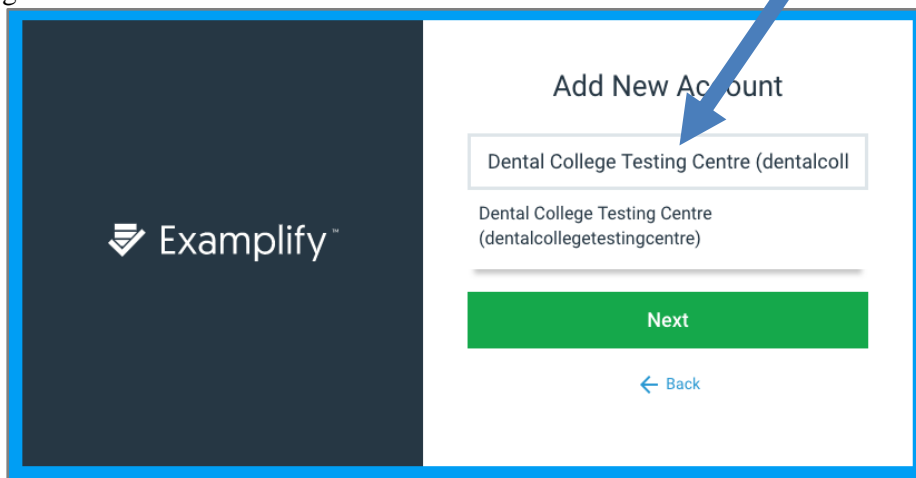 Add New Account
Dental College Testing Centre (dentalcoll
Dental College Testing Centre
(dentalcollegetestingcentre)
Examplify™
Next
← Back